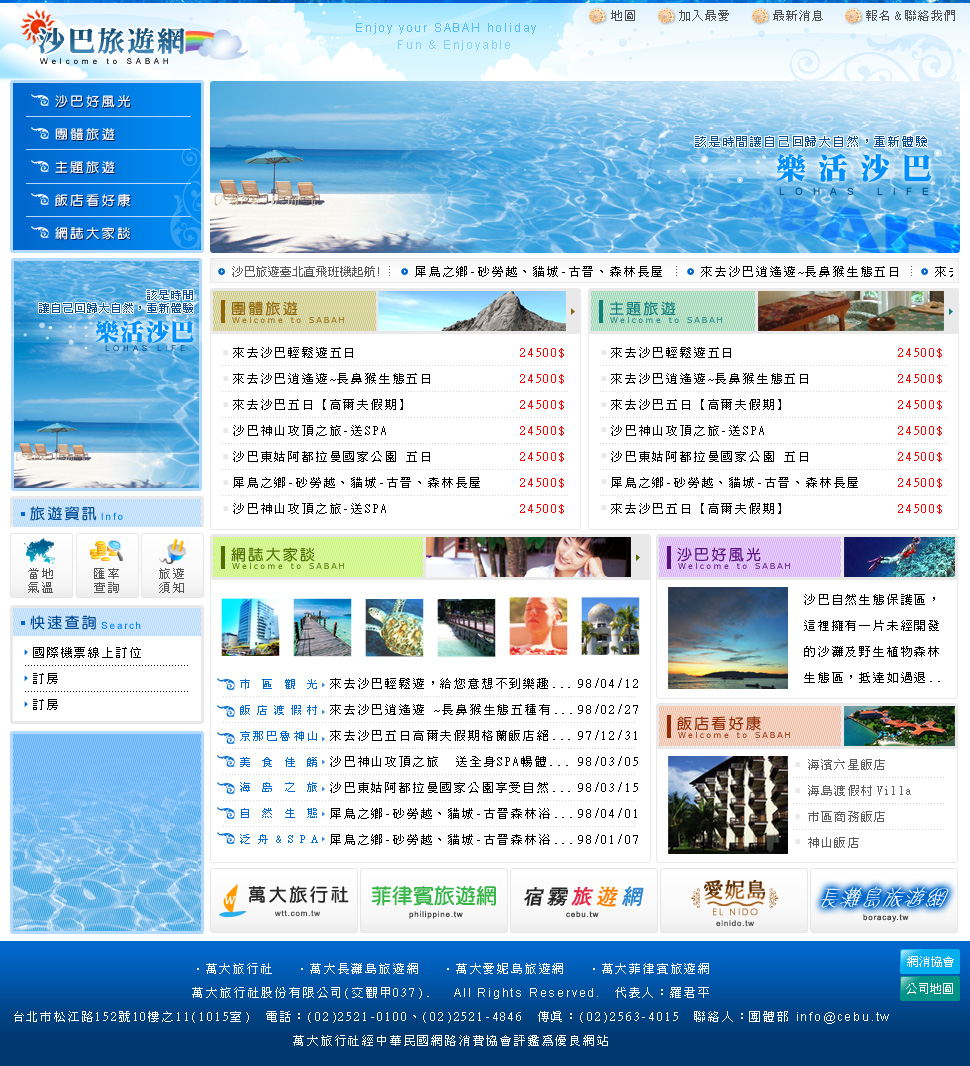 沙巴旅遊網
Welcome to SABAH
Enjoy your SABAH holiday
Fun & Enjoyable
地圖 加入最愛 最新消息 報名&聯絡我們
沙巴好風光
團體旅遊
主題旅遊
飯店看好康
網誌大家談
該是時間讓自己回歸大自然，重新體驗
樂活沙巴
LOHAS LIFE
該是時間
讓自己回歸大自然，重新體驗
樂活沙巴
LOHAS LIFE
旅遊資訊 Info
當地氣溫
匯率查詢
旅遊須知
快速查詢 Search
國際機票線上訂位
訂房
訂房
沙巴旅遊臺北直飛班機起航! 犀鳥之鄉-砂勞越、貓城-古晉、森林長屋 來去沙巴逍遙遊~長鼻猴生態五日 來去
團體旅遊
Welcome to SABAH
來去沙巴輕鬆遊五日 24500$
來去沙巴逍遙遊~長鼻猴生態五日 24500$
來去沙巴五日【高爾夫假期】 24500$
沙巴神山攻頂之旅-送SPA 24500$
沙巴東姑阿都拉曼國家公園 五日 24500$
犀鳥之鄉-砂勞越、貓城-古晉、森林長屋 24500$
沙巴神山攻頂之旅-送SPA 24500$
主題旅遊
Welcome to SABAH
來去沙巴輕鬆遊五日 24500$
來去沙巴逍遙遊~長鼻猴生態五日 24500$
來去沙巴五日【高爾夫假期】 24500$
沙巴神山攻頂之旅-送SPA 24500$
沙巴東姑阿都拉曼國家公園 五日 24500$
犀鳥之鄉-砂勞越、貓城-古晉、森林長屋 24500$
來去沙巴五日【高爾夫假期】 24500$
網誌大家談
Welcome to SABAH
市區觀光 來去沙巴輕鬆遊，給您意想不到樂趣... 98/04/12
飯店渡假村 來去沙巴逍遙遊 ~長鼻猴生態五種有... 98/02/27
京那巴魯神山 來去沙巴五日高爾夫假期格蘭飯店絕... 97/12/31
美食佳餚 沙巴神山攻頂之旅 送全身SPA暢體... 98/03/05
海島之旅 沙巴東姑阿都拉曼國家公園享受自然... 98/03/15
自然生態 犀鳥之鄉-砂勞越、貓城-古晉森林浴... 98/04/01
泛舟&SPA 犀鳥之鄉-砂勞越、貓城-古晉森林浴... 98/01/07
沙巴好風光
Welcome to SABAH
沙巴自然生態保護區，
這裡擁有一片未經開發
的沙灘及野生植物森林
生態區，抵達如過退..
飯店看好康
Welcome to SABAH
海濱六星飯店
海島渡假村Villa
市區商務飯店
神山飯店
萬大旅行社
wtt.com.tw
菲律賓旅遊網
philippine.tw
宿霧旅遊網
cebu.tw
愛妮島
EL NIDO
elnido.tw
長灘島旅遊網
boracay.tw
．萬大旅行社 ．萬大長灘島旅遊網 ．萬大愛妮島旅遊網 ．萬大菲律賓旅遊網
萬大旅行社股份有限公司(交觀甲037). All Rights Reserved. 代表人：羅君平
台北市松江路152號10樓之11(1015室) 電話：(02)2521-0100、(02)2521-4846 傳真：(02)2563-4015 聯絡人：團體部 info@cebu.tw
萬大旅行社經中華民國網路消費協會評鑑為優良網站
網消協會
公司地圖